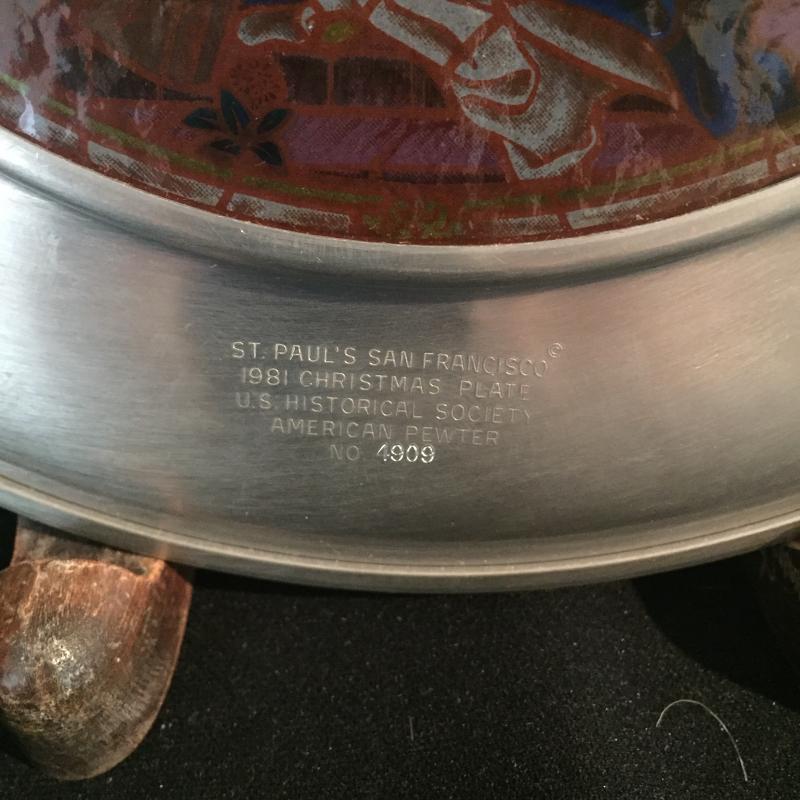 ST. PAUL'S SAN FRANCISCO©
1981 CHRISTMAS PLATE
U.S. HISTORICAL SOCIETY
AMERICAN PEWTER
NO. 4909